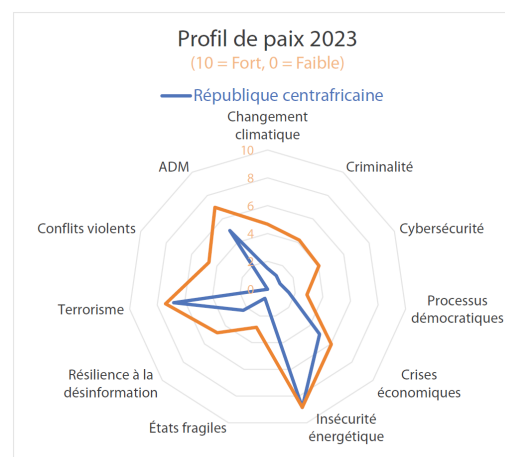 Profil de paix 2023
(10 = Fort, 0 = Faible)
République centrafricaine
Changement
climatique
10
ADM
Criminalité
8
6
Conflits violents
Cybersécurité
4
2
0
Terrorisme
Processus
démocratiques
Résilience à la
désinformation
Crises
économiques
États fragiles
Insécurité
énergétique